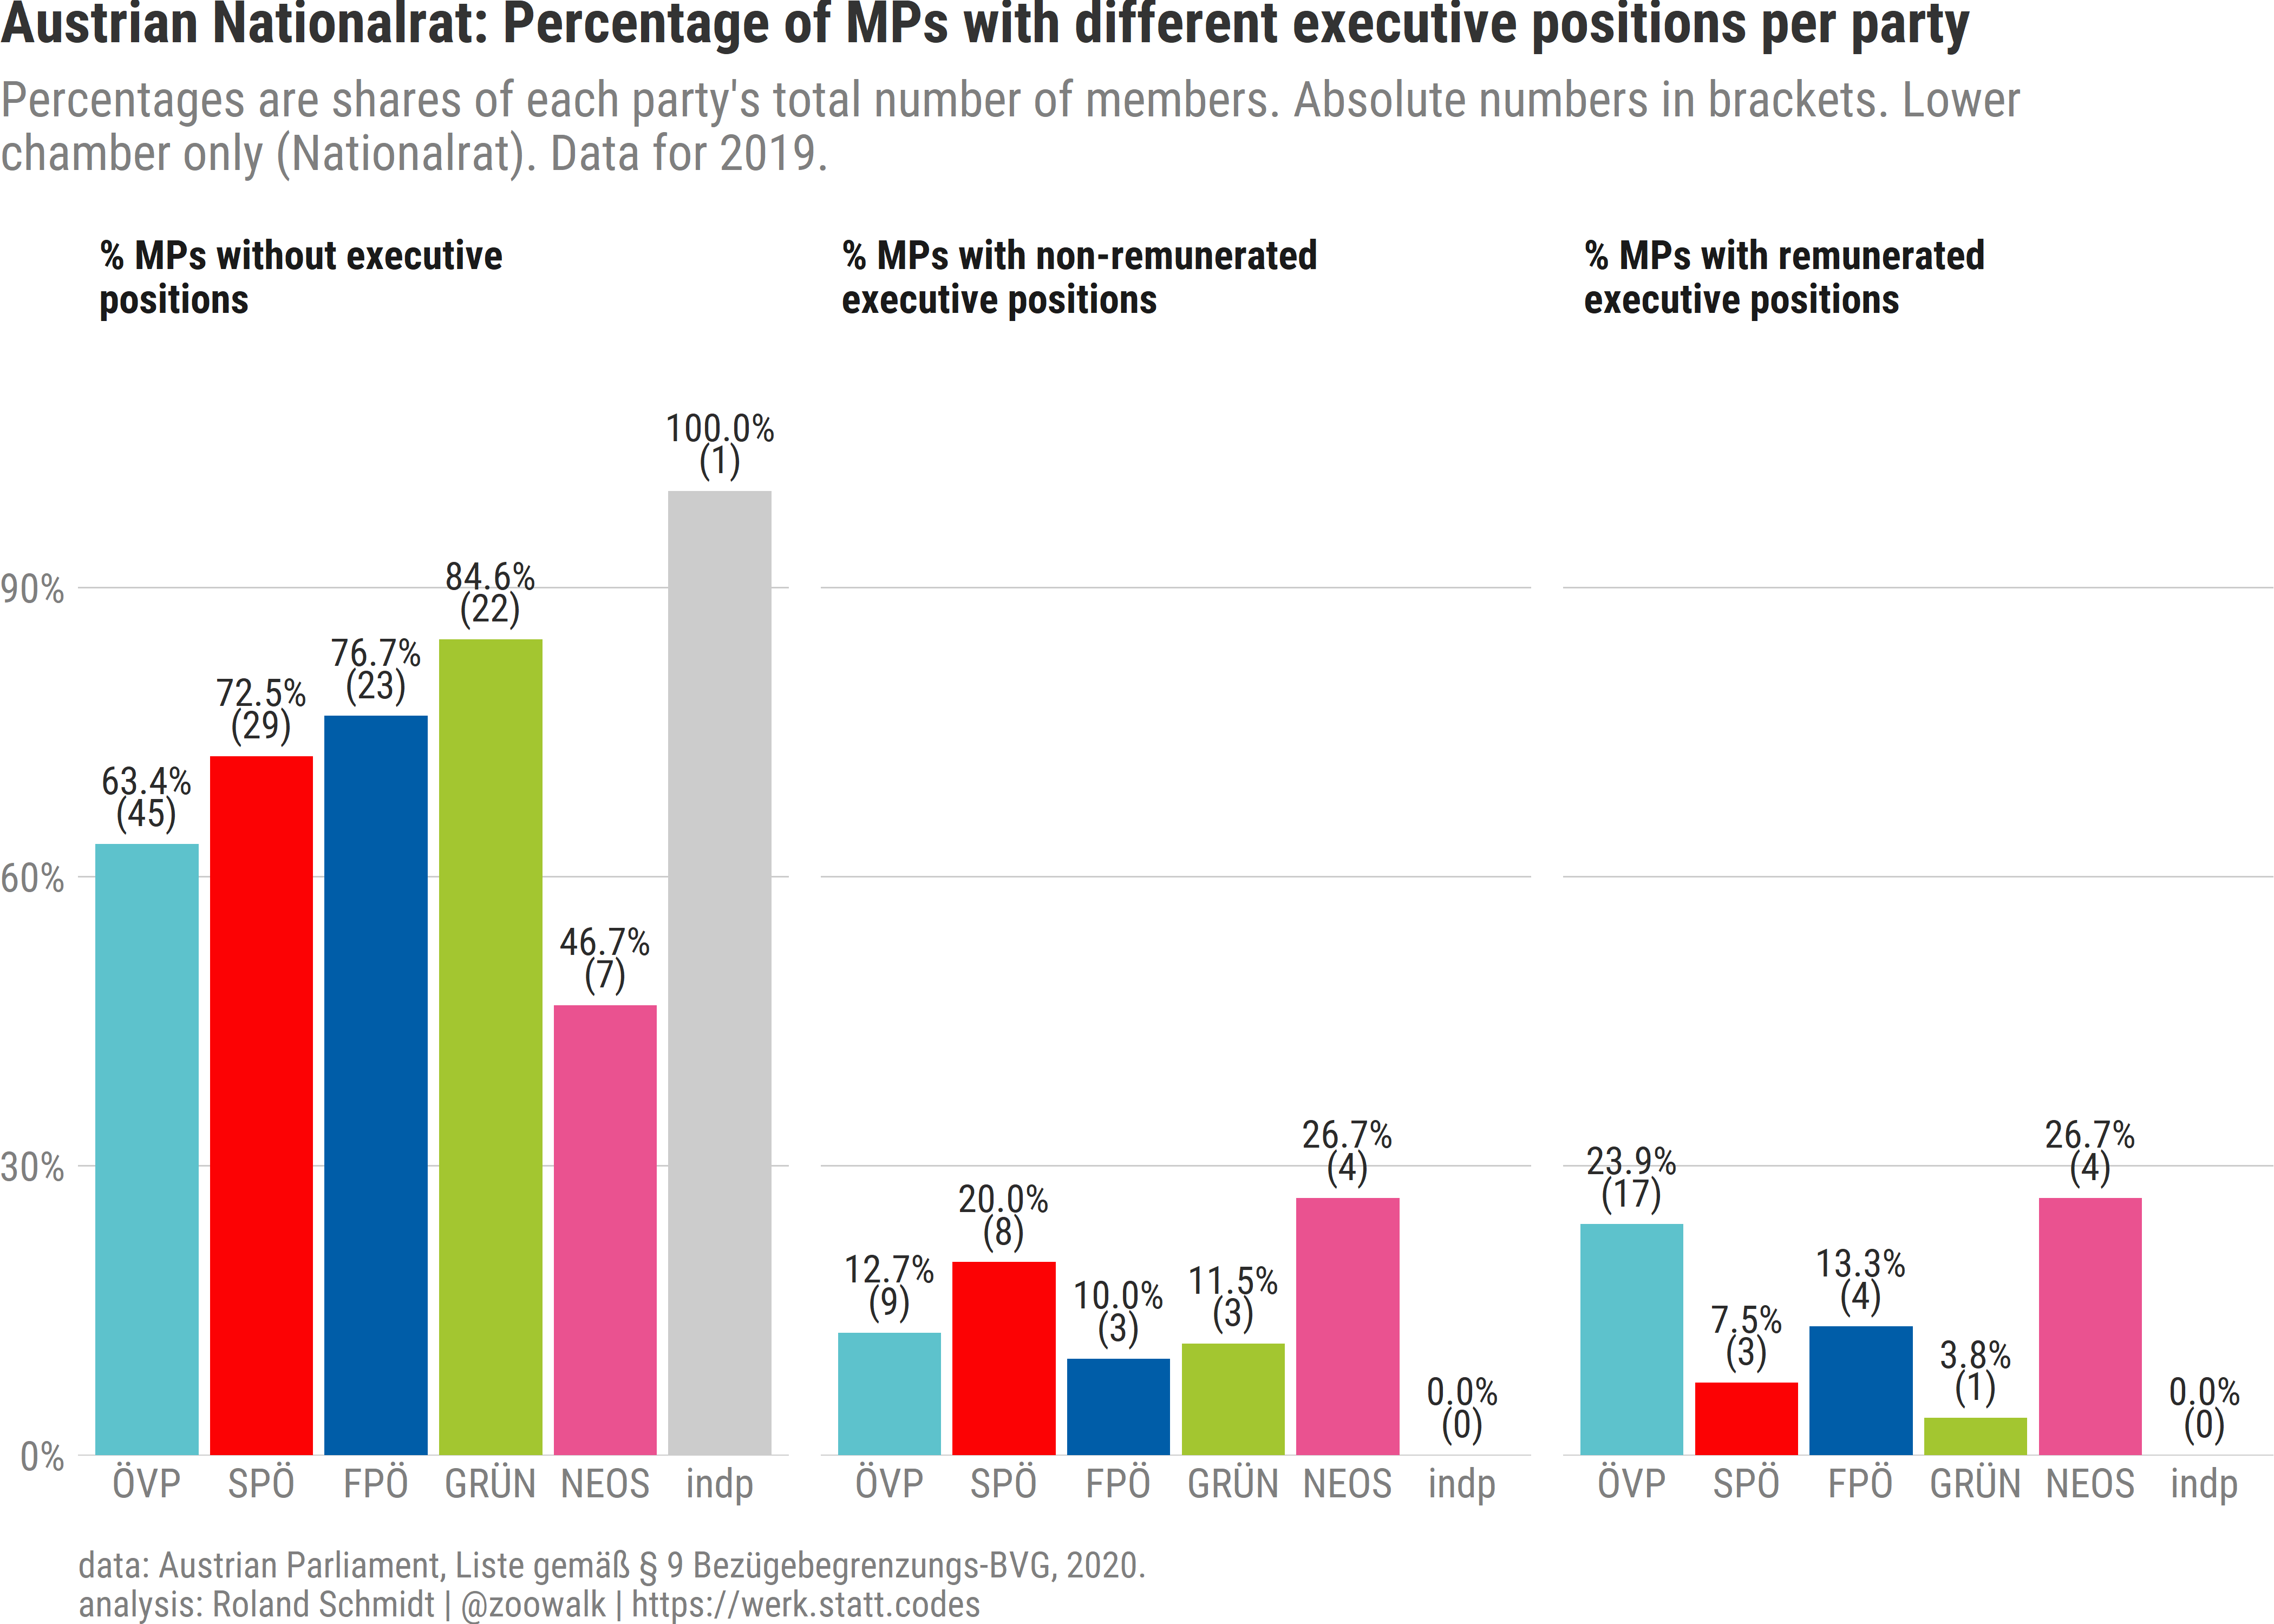 Austrian Nationalrat: Percentage of MPs with different executive positions per party
Percentages are shares of each party's total number of members. Absolute numbers in brackets. Lower
chamber only (Nationalrat). Data for 2019.
% MPs without executive
positions
100.0%
(1)
84.6%
(22)
76.7%
(23)
72.5%
(29)
63.4%
(45)
46.7%
(7)
90%
60%
30%
0%
ÖVP SPÖ FPÖ GRÜN NEOS indp
% MPs with non-remunerated
executive positions
12.7%
(9)
20.0%
(8)
10.0%
(3)
11.5%
(3)
26.7%
(4)
0.0%
(0)
ÖVP SPÖ FPÖ GRÜN NEOS indp
% MPs with remunerated
executive positions
23.9%
(17)
7.5%
(3)
13.3%
(4)
3.8%
(1)
26.7%
(4)
0.0%
(0)
ÖVP SPÖ FPÖ GRÜN NEOS indp
data: Austrian Parliament, Liste gemäß § 9 Bezügebegrenzungs-BVG, 2020.
analysis: Roland Schmidt | @zoowalk | https://werk.statt.codes